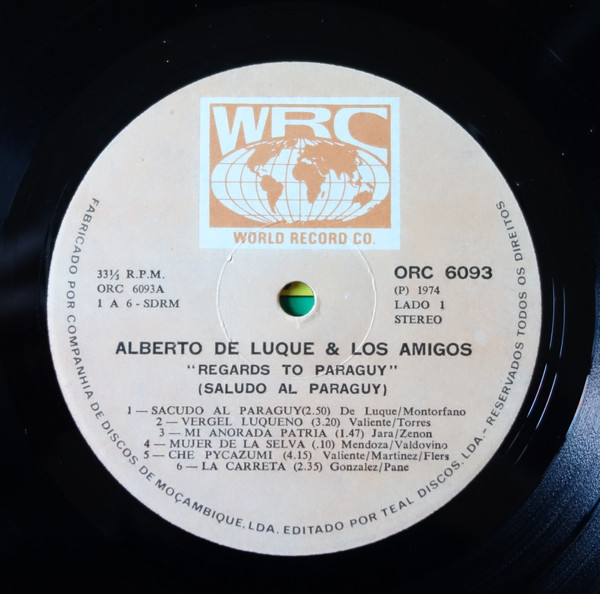 WRC
WORLD RECORD CO.
33⅓ R.P.M.
ORC 6093A
1 A 6 - SDRM
ORC 6093
(P) 1974
LADO 1
STEREO
ALBERTO DE LUQUE & LOS AMIGOS
"REGARDS TO PARAGUY"
(SALUDO AL PARAGUY)
1 — SACUDO AL PARAGUY(2.50) De Luque/Montorfano
2 — VERGEL LUQUENO (3.20) Valiente/Torres
3 — MI ANORADA PATRIA (1.47) Jara/Zenon
4 — MUJER DE LA SELVA (.10) Mendoza/Valdovino
5 — CHE PYCAZUMI (4.15) Valiente/Martinez/Flers
6 — LA CARRETA (2.35) Gonzalez/Pane
FABRICADO POR COMPANHIA DE DISCOS DE MOÇAMBIQUE, LDA. EDITADO POR TEAL DISCOS, LDA.- RESERVADOS TODOS OS DIREITOS